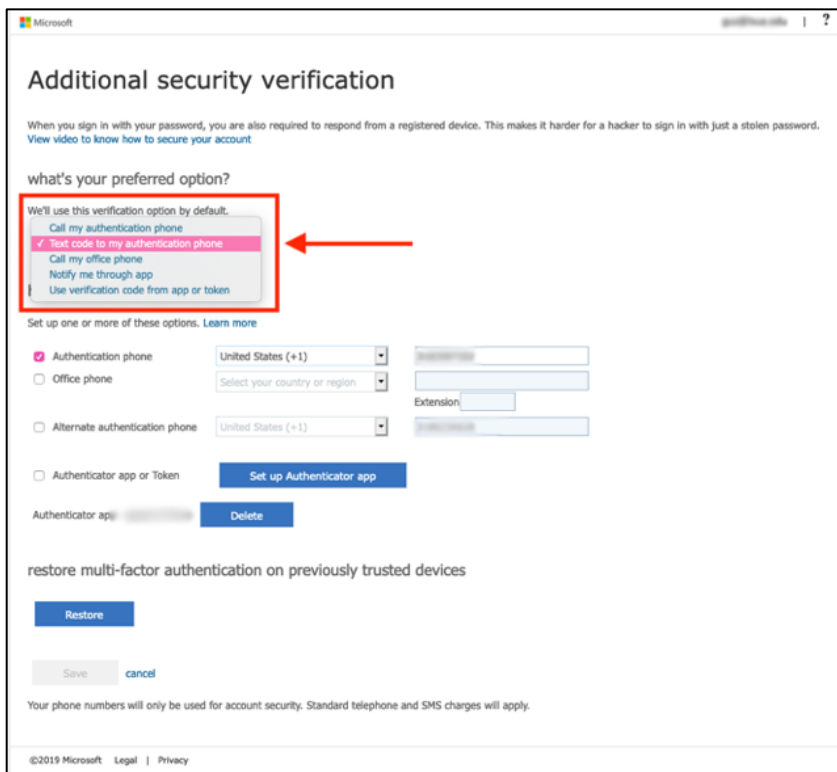 Microsoft | ?
Additional security verification
When you sign in with your password, you are also required to respond from a registered device. This makes it harder for a hacker to sign in with just a stolen password.
View video to know how to secure your account
what's your preferred option?
We'll use this verification option by default.
Call my authentication phone
✓ Text code to my authentication phone
Call my office phone
Notify me through app
Use verification code from app or token
Set up one or more of these options. Learn more
Authentication phone United States (+1)
Office phone Select your country or region
Extension
Alternate authentication phone United States (+1)
Authenticator app or Token Set up Authenticator app
Authenticator app Delete
restore multi-factor authentication on previously trusted devices
Restore
Save cancel
Your phone numbers will only be used for account security. Standard telephone and SMS charges will apply.
©2019 Microsoft Legal | Privacy